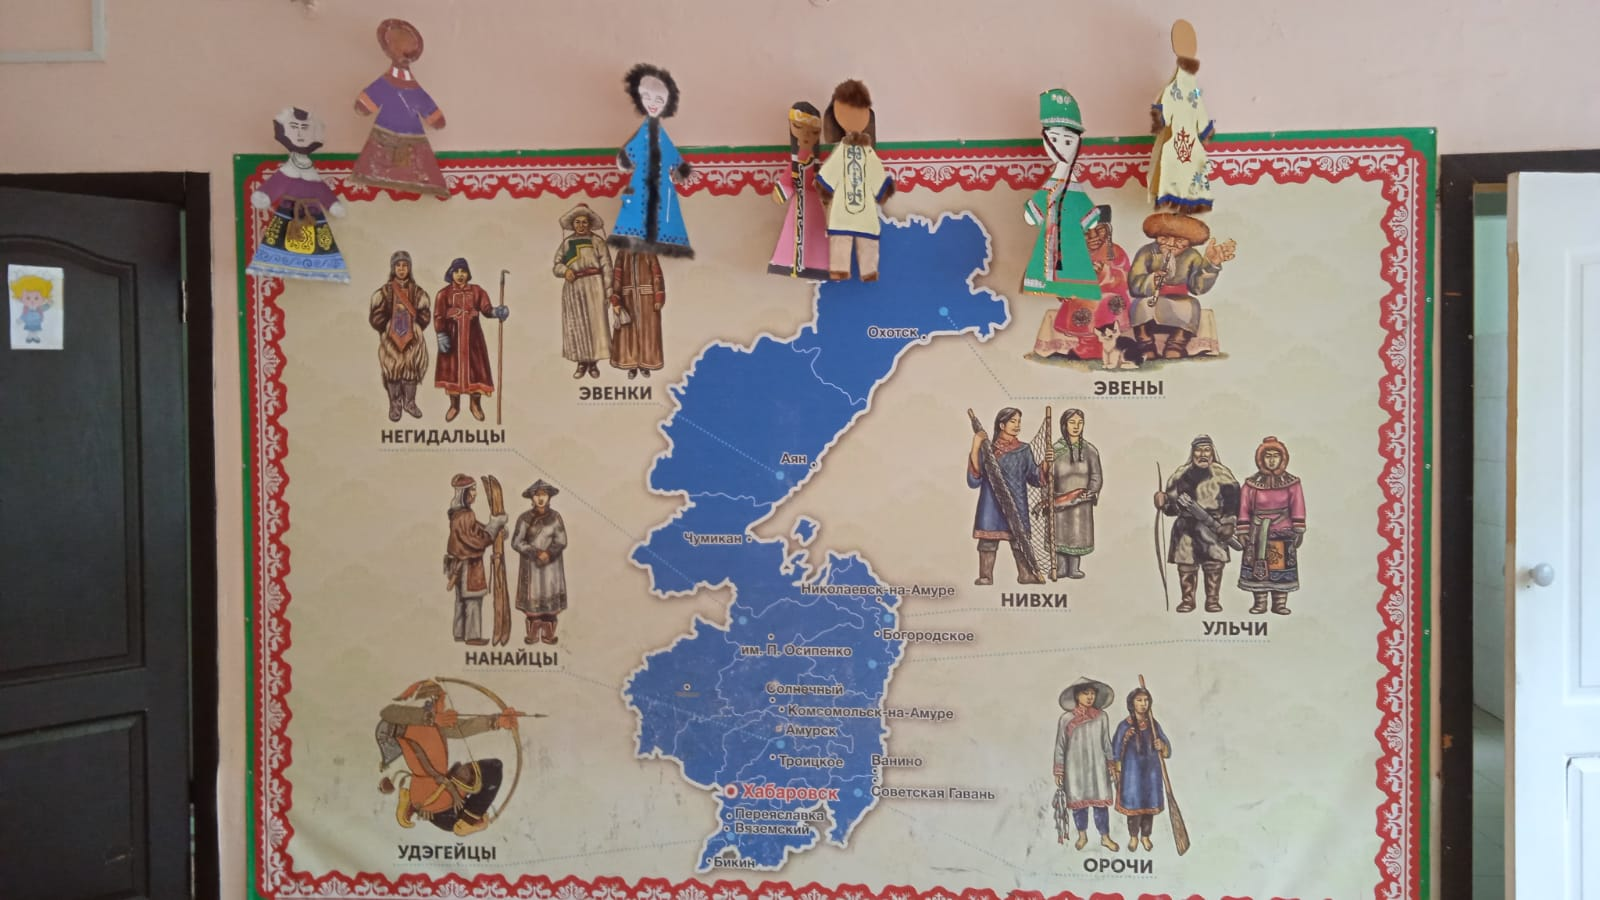 ЭВЕНКИ
ЭВЕНЫ
НЕГИДАЛЬЦЫ
НАНАЙЦЫ
УДЭГЕЙЦЫ
Охотск
Аян
Чумикан
Николаевск-на-Амуре
Богородское
им. П. Осипенко
Солнечный
Комсомольск-на-Амуре
Амурск
Троицкое
Ванино
Хабаровск
Советская Гавань
Переяславка
Вяземский
Бикин
НИВХИ
УЛЬЧИ
ОРОЧИ